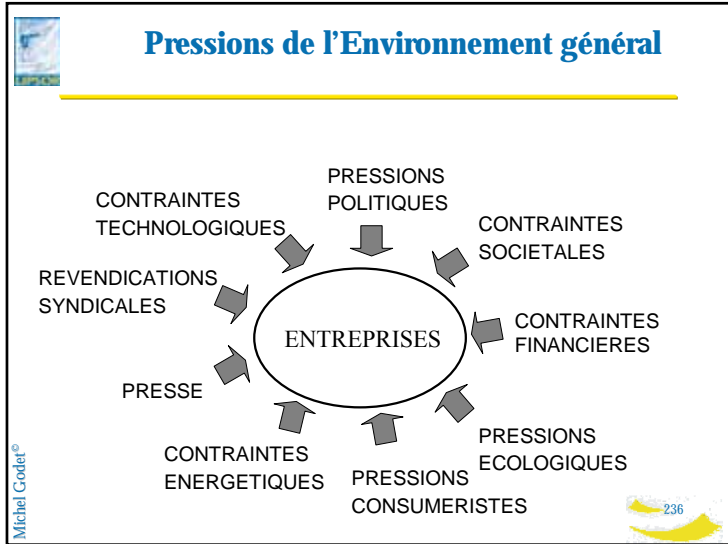 Pressions de l'Environnement général
PRESSIONS
POLITIQUES
CONTRAINTES
TECHNOLOGIQUES
CONTRAINTES
SOCIETALES
REVENDICATIONS
SYNDICALES
ENTREPRISES
CONTRAINTES
FINANCIERES
PRESSE
CONTRAINTES
ENERGETIQUES
PRESSIONS
CONSUMERISTES
PRESSIONS
ECOLOGIQUES
Michel Godet©
236